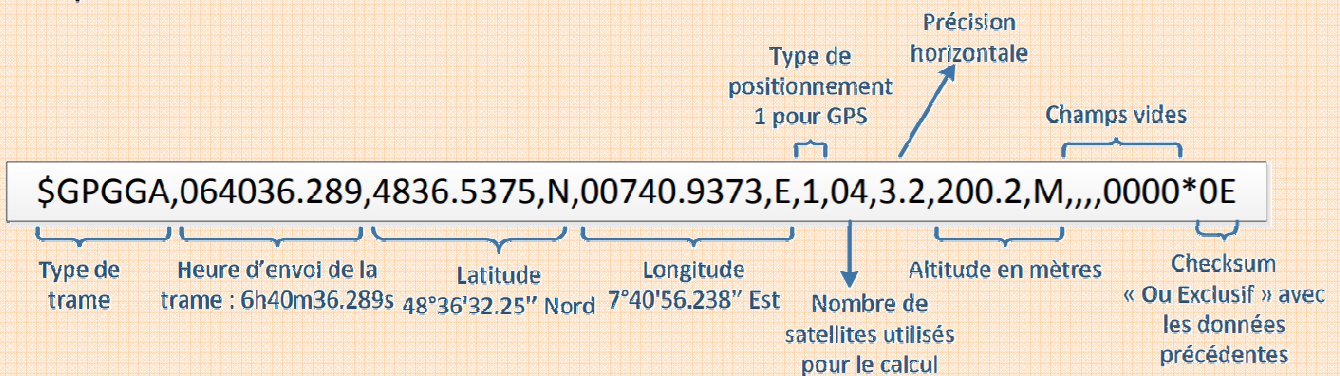 Précision
horizontale
Type de
positionnement
1 pour GPS
Champs vides
$GPGGA,064036.289,4836.5375,N,00740.9373,E,1,04,3.2,200.2,M,,,,0000*0E
Type de
trame
Heure d'envoi de la
trame : 6h40m36.289s
Latitude
48°36'32.25" Nord
Longitude
7°40'56.238" Est
Nombre de
satellites utilisés
pour le calcul
Altitude en mètres
Checksum
« Ou Exclusif » avec
les données
précédentes